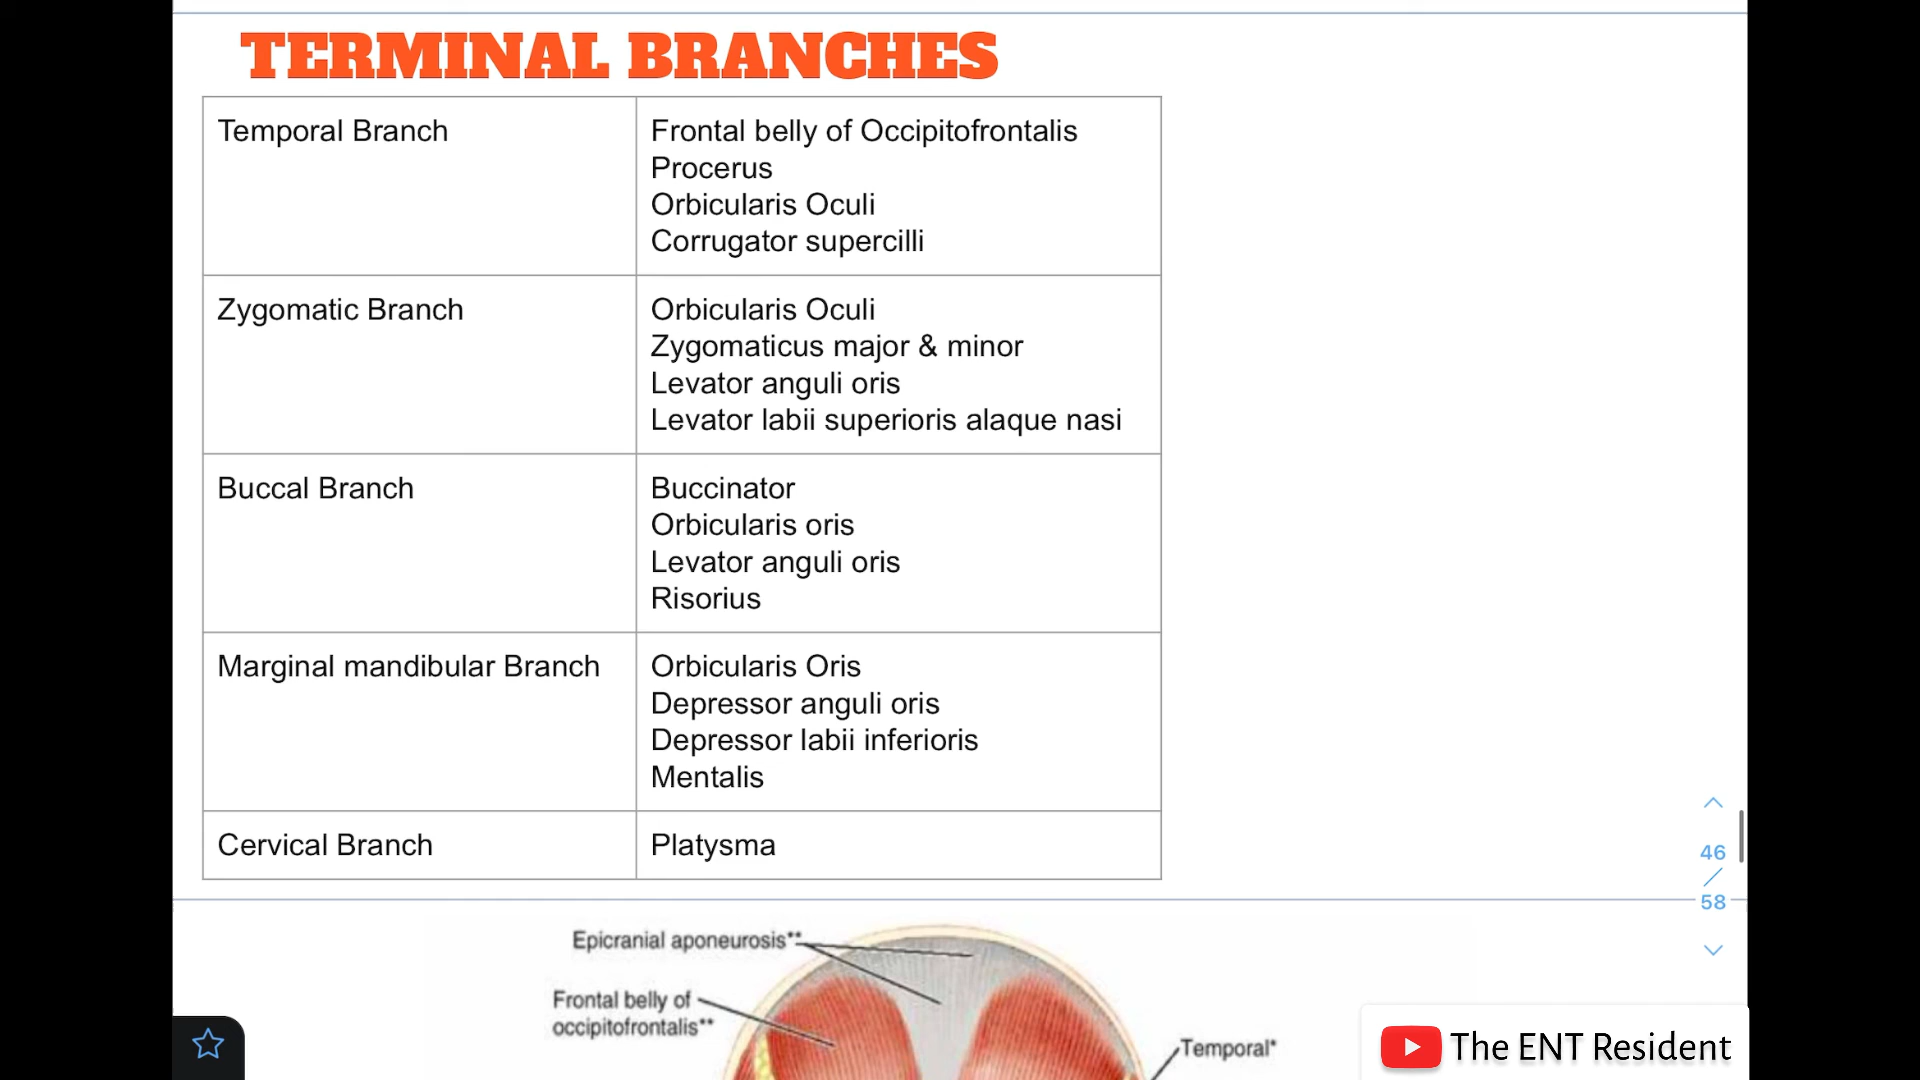 TERMINAL BRANCHES
Temporal Branch
Frontal belly of Occipitofrontalis
Procerus
Orbicularis Oculi
Corrugator supercilli
Zygomatic Branch
Orbicularis Oculi
Zygomaticus major & minor
Levator anguli oris
Levator labii superioris alaque nasi
Buccal Branch
Buccinator
Orbicularis oris
Levator anguli oris
Risorius
Marginal mandibular Branch
Orbicularis Oris
Depressor anguli oris
Depressor labii inferioris
Mentalis
Cervical Branch
Platysma
46
/
58
Epicranial aponeurosis**
Frontal belly of
occipitofrontalis**
Temporal*
The ENT Resident